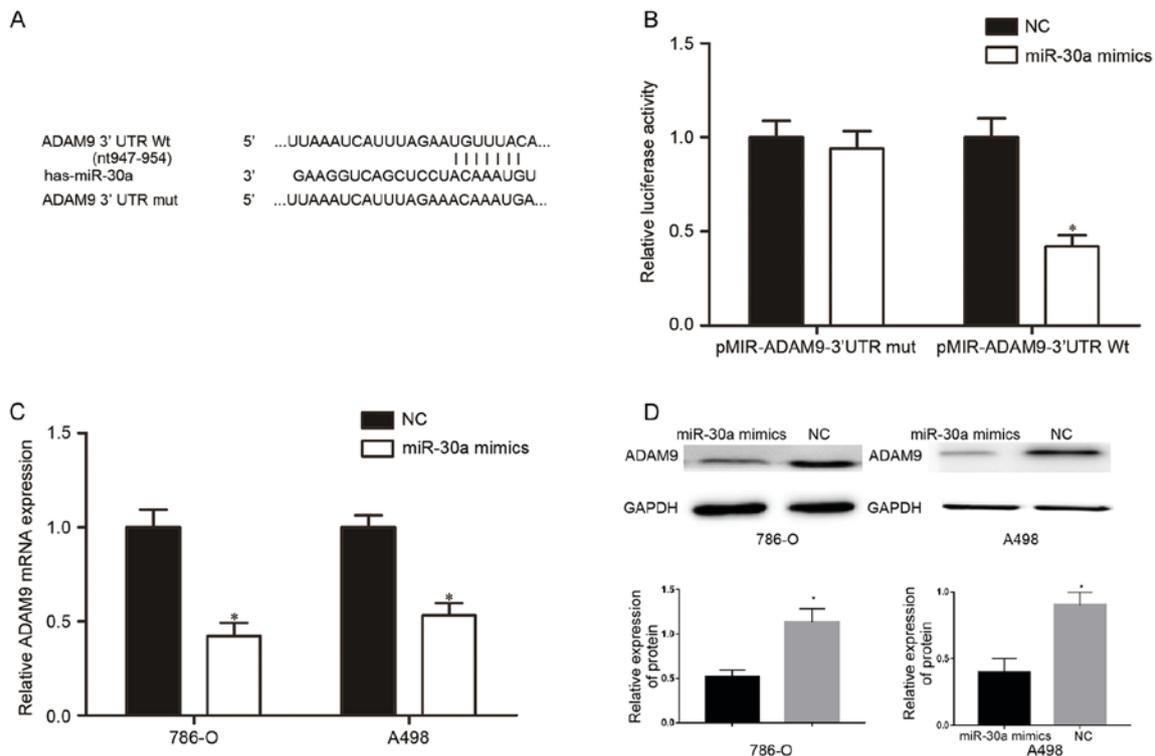 A
ADAM9 3' UTR Wt 5' ...UUAAAUCAUUUAGAAUGUUUACA...
(nt947-954)
has-miR-30a 3' GAAGGUCAGCUCCUACAAAUGU
ADAM9 3' UTR mut 5' ...UUAAAUCAUUUAGAAACAAAUGA...
B
NC
miR-30a mimics
Relative luciferase activity
1.5
1.0
0.5
0.0
*
pMIR-ADAM9-3'UTR mut pMIR-ADAM9-3'UTR Wt
C
NC
miR-30a mimics
Relative ADAM9 mRNA expression
1.5
1.0
0.5
0.0
* *
786-O A498
D
miR-30a mimics NC miR-30a mimics NC
ADAM9 ADAM9
GAPDH GAPDH
786-O A498
Relative expression
of protein
1.5
1.0
0.5
0.0
*
786-O
Relative expression
of protein
1.0
0.5
0.0
*
miR-30a mimics NC
A498